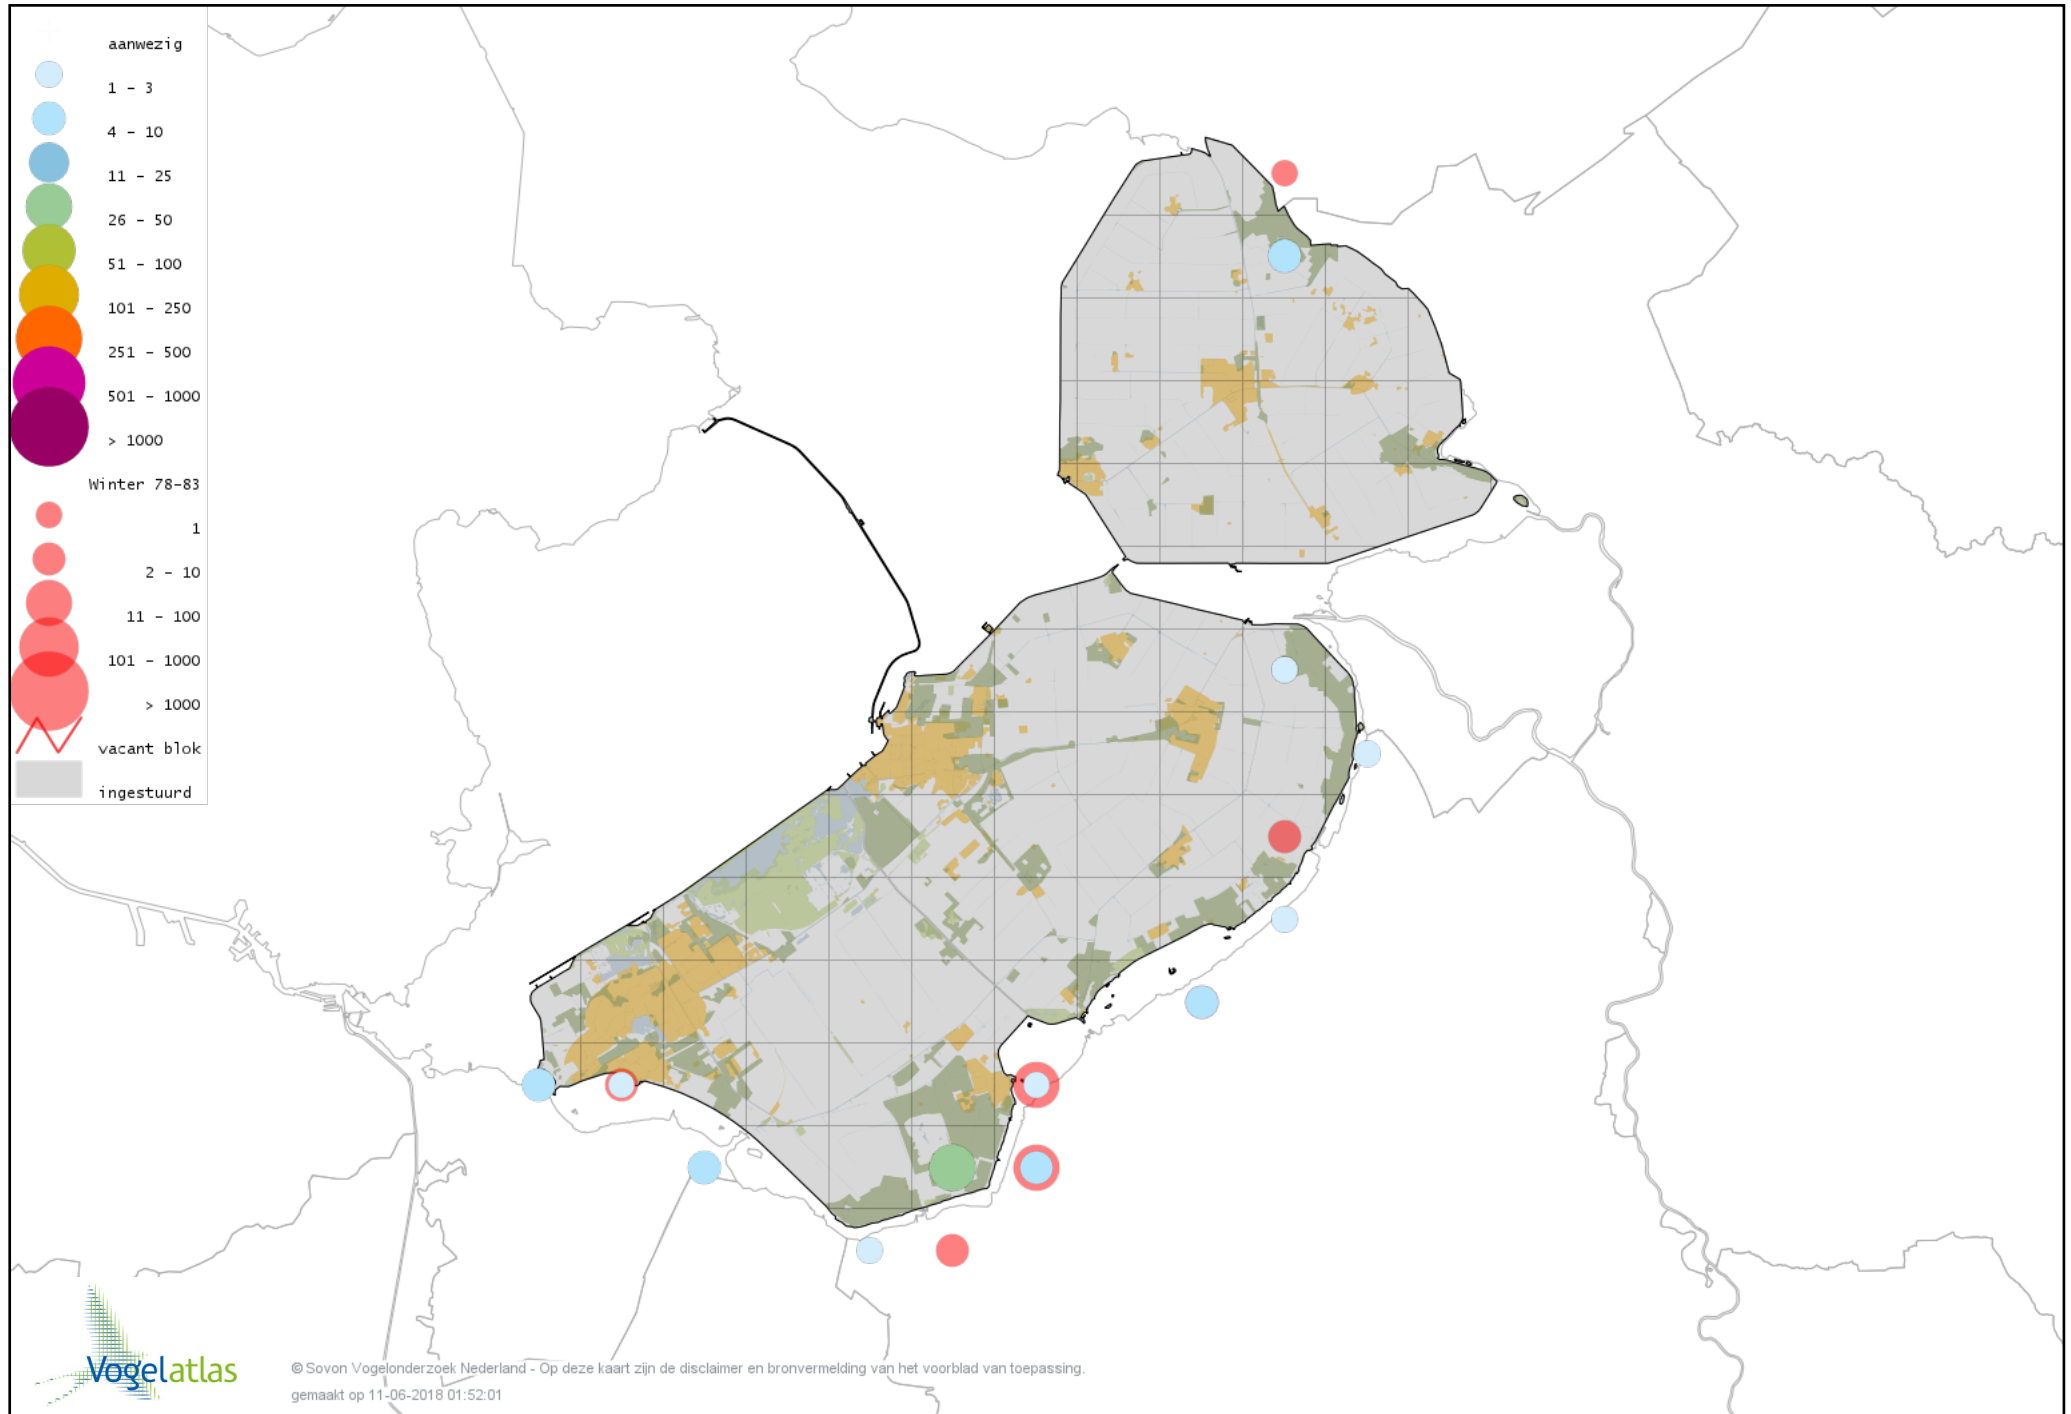 aanwezig
1 - 3
4 - 10
11 - 25
26 - 50
51 - 100
101 - 250
251 - 500
501 - 1000
> 1000
Winter 78-83
1
2 - 10
11 - 100
101 - 1000
> 1000
vacant blok
ingestuurd
Vogelatlas
© Sovon Vogelonderzoek Nederland - Op deze kaart zijn de disclaimer en bronvermelding van het voorblad van toepassing.
gemaakt op 11-06-2018 01:52:01